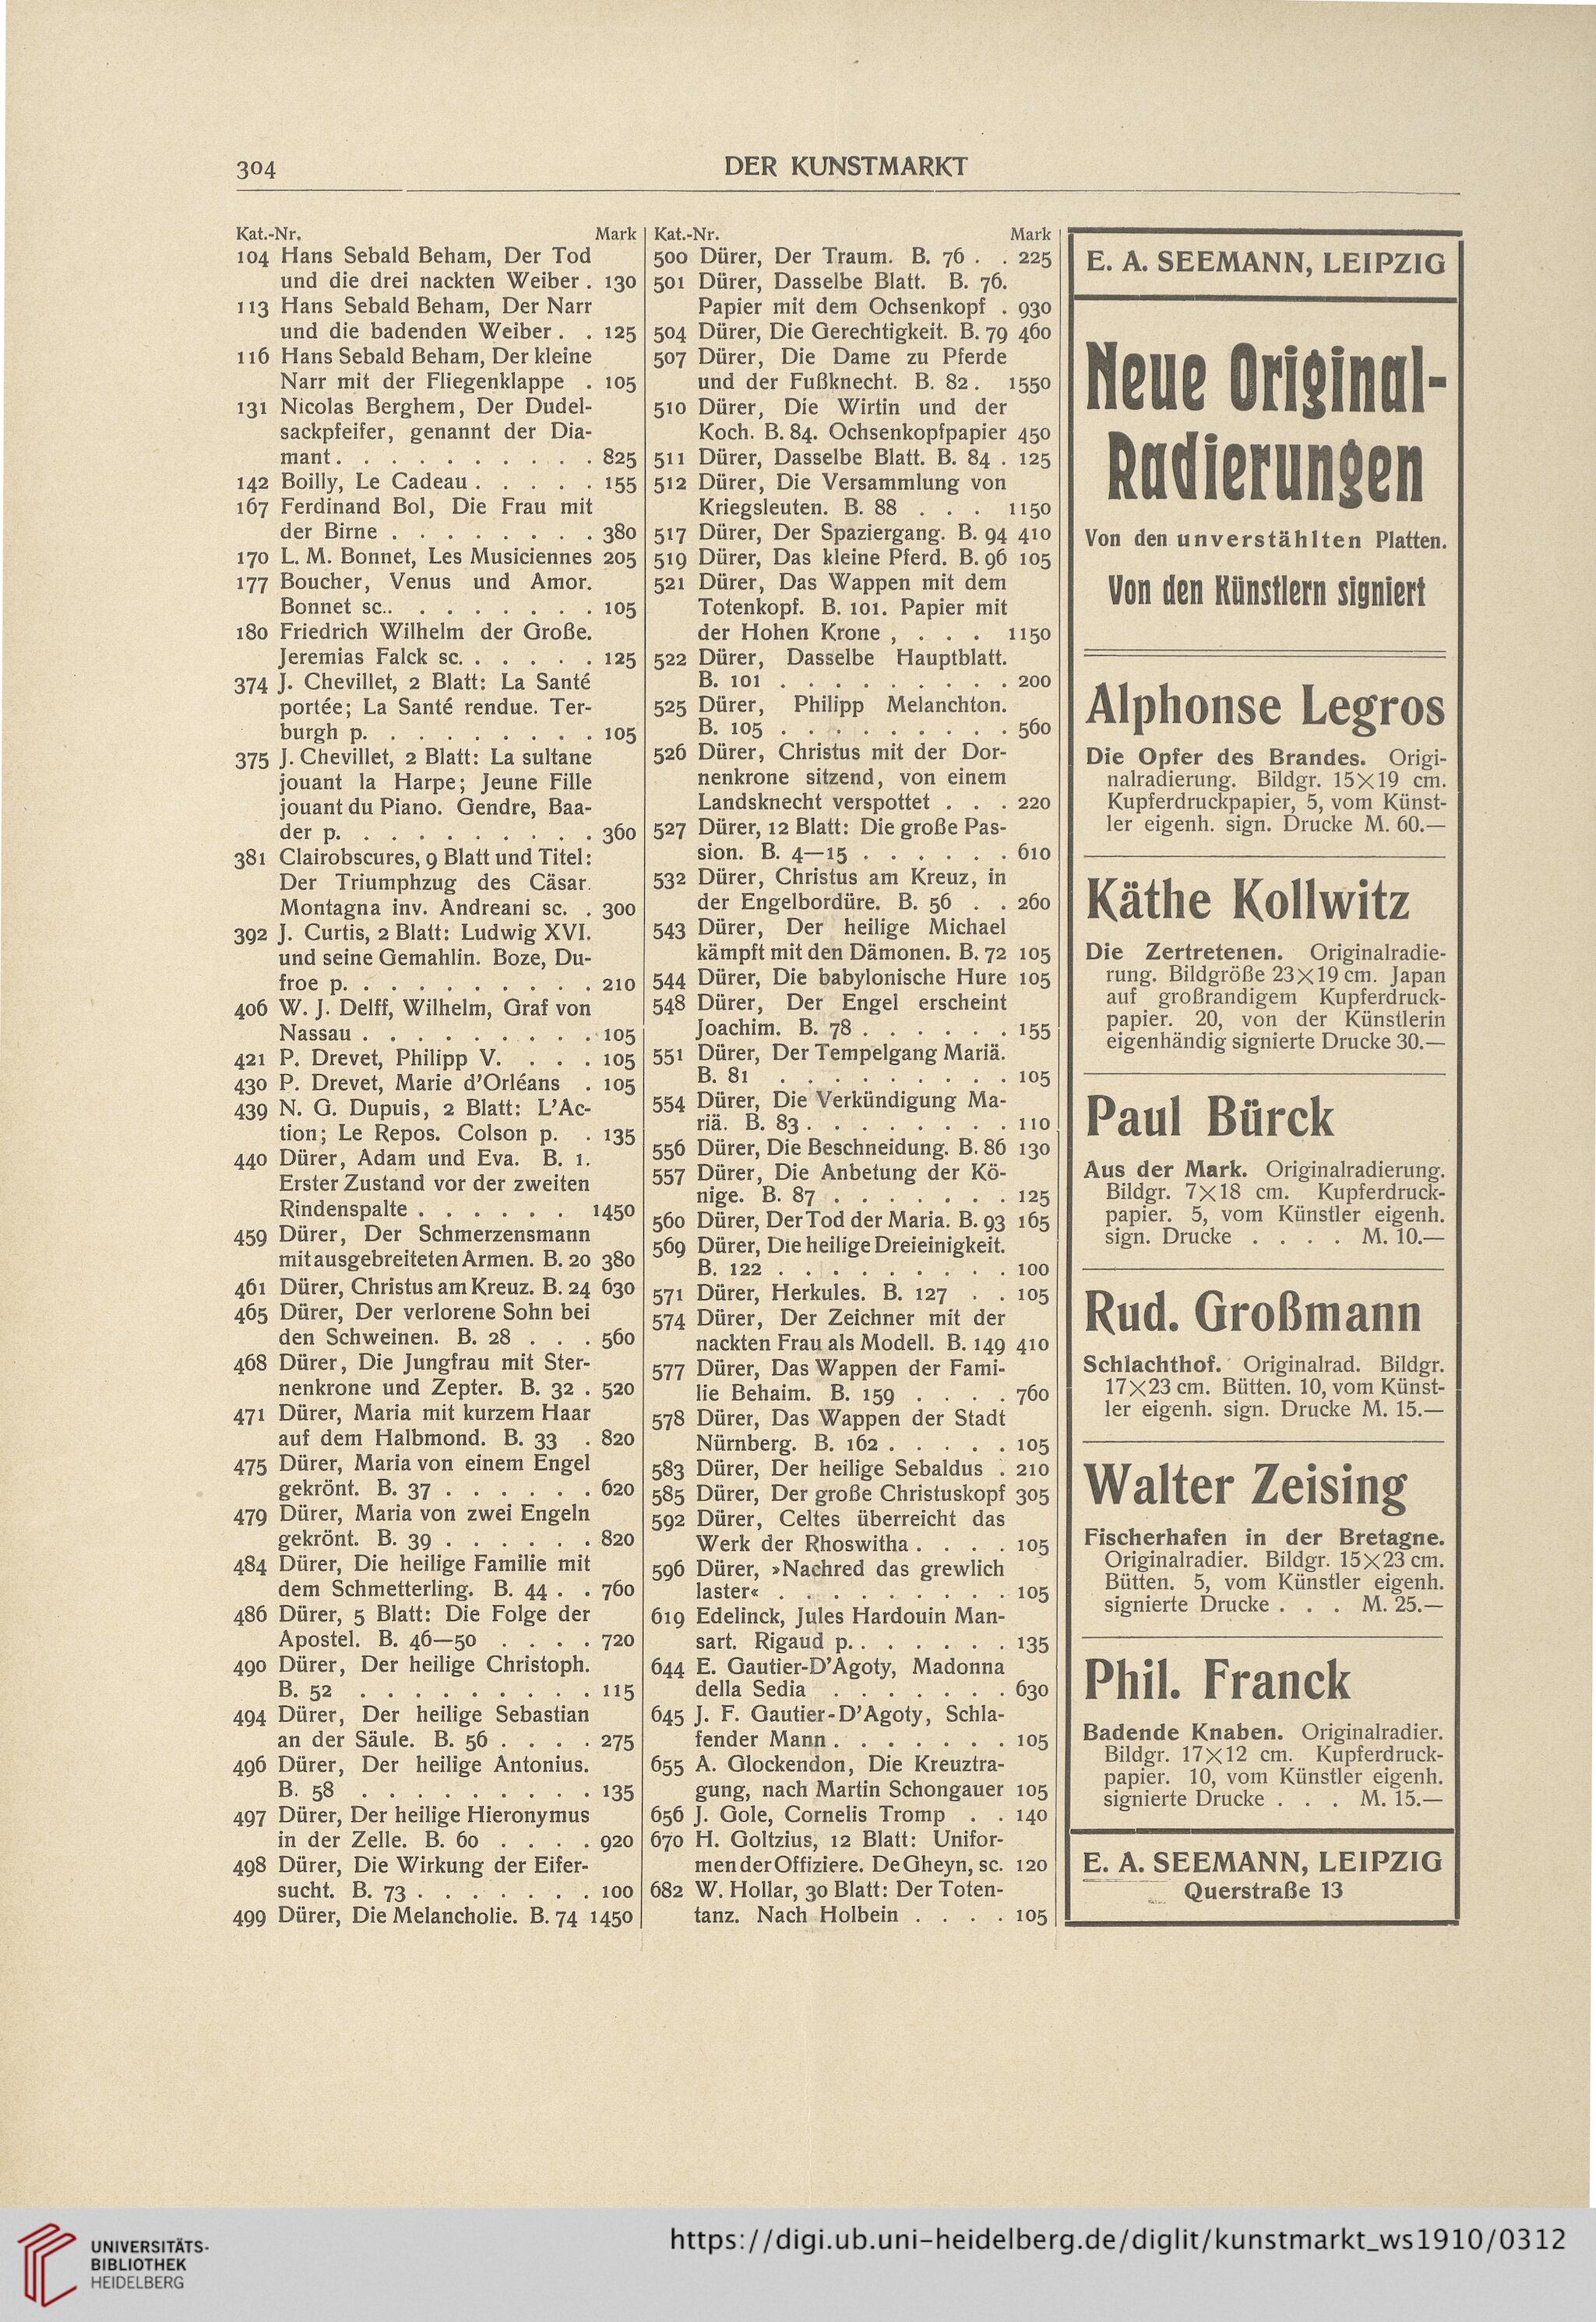 304
DER KUNSTMARKT
Kat.-Nr. Mark
104 Hans Sebald Beham, Der Tod
und die drei nackten Weiber . 130
113 Hans Sebald Beham, Der Narr
und die badenden Weiber . . 125
116 Hans Sebald Beham, Der kleine
Narr mit der Fliegenklappe . 105
131 Nicolas Berghem, Der Dudel-
sackpfeifer, genannt der Dia-
mant . . . . . . . . . . 825
142 Boilly, Le Cadeau . . . . . 155
167 Ferdinand Bol, Die Frau mit
der Birne . . . . . . . . 380
170 L. M. Bonnet, Les Musiciennes 205
177 Boucher, Venus und Amor.
Bonnet sc. . . . . . . . . 105
180 Friedrich Wilhelm der Große.
Jeremias Falck sc. . . . . . 125
374 J. Chevillet, 2 Blatt: La Santé
portée; La Santé rendue. Ter-
burgh p. . . . . . . . . . 105
375 J. Chevillet, 2 Blatt: La sultane
jouant la Harpe; Jeune Fille
jouant du Piano. Gendre, Baa-
der p. . . . . . . . . . . 360
381 Clairobscures, 9 Blatt und Titel:
Der Triumphzug des Cäsar.
Montagna inv. Andreani sc. . 300
392 J. Curtis, 2 Blatt: Ludwig XVI.
und seine Gemahlin. Boze, Du-
froe p. . . . . . . . . . 210
406 W. J. Delff, Wilhelm, Graf von
Nassau . . . . . . . . . 105
421 P. Drevet, Philipp V. . . . 105
430 P. Drevet, Marie d'Orléans . 105
439 N. G. Dupuis, 2 Blatt: L'Ac-
tion; Le Repos. Colson p. . 135
440 Dürer, Adam und Eva. B. 1.
Erster Zustand vor der zweiten
Rindenspalte . . . . . . 1450
459 Dürer, Der Schmerzensmann
mit ausgebreiteten Armen. B. 20 380
461 Dürer, Christus am Kreuz. B. 24 630
465 Dürer, Der verlorene Sohn bei
den Schweinen. B. 28 . . . 560
468 Dürer, Die Jungfrau mit Ster-
nenkrone und Zepter. B. 32 . 520
471 Dürer, Maria mit kurzem Haar
auf dem Halbmond. B. 33 . 820
475 Dürer, Maria von einem Engel
gekrönt. B. 37 . . . . . . 620
479 Dürer, Maria von zwei Engeln
gekrönt. B. 39 . . . . . . 820
484 Dürer, Die heilige Familie mit
dem Schmetterling. B. 44 . . 760
486 Dürer, 5 Blatt: Die Folge der
Apostel. B. 46—50 . . . . 720
490 Dürer, Der heilige Christoph.
B. 52 . . . . . . . . . 115
494 Dürer, Der heilige Sebastian
an der Säule. B. 56 . . . . 275
496 Dürer, Der heilige Antonius.
B. 58 . . . . . . . . . 135
497 Dürer, Der heilige Hieronymus
in der Zelle. B. 60 . . . . 920
498 Dürer, Die Wirkung der Eifer-
sucht. B. 73 . . . . . . . 100
499 Dürer, Die Melancholie. B. 74 1450
Kat.-Nr. Mark
500 Dürer, Der Traum. B. 76 . . 225
501 Dürer, Dasselbe Blatt. B. 76.
Papier mit dem Ochsenkopf . 930
504 Dürer, Die Gerechtigkeit. B. 79 460
507 Dürer, Die Dame zu Pferde
und der Fußknecht. B. 82 . 1550
510 Dürer, Die Wirtin und der
Koch. B. 84. Ochsenkopfpapier 450
511 Dürer, Dasselbe Blatt. B. 84 . 125
512 Dürer, Die Versammlung von
Kriegsleuten. B. 88 . . . 1150
517 Dürer, Der Spaziergang. B. 94 410
519 Dürer, Das kleine Pferd. B. 96 105
521 Dürer, Das Wappen mit dem
Totenkopf. B. 101. Papier mit
der Hohen Krone , . . . 1150
522 Dürer, Dasselbe Hauptblatt.
B. 101 . . . . . . . . . 200
525 Dürer, Philipp Melanchton.
B. 105 . . . . . . . . . 560
526 Dürer, Christus mit der Dor-
nenkrone sitzend, von einem
Landsknecht verspottet . . . 220
527 Dürer, 12 Blatt: Die große Pas-
sion. B. 4—15 . . . . . . 610
532 Dürer, Christus am Kreuz, in
der Engelbordüre. B. 56 . . 260
543 Dürer, Der heilige Michael
kämpft mit den Dämonen. B. 72 105
544 Dürer, Die babylonische Hure 105
548 Dürer, Der Engel erscheint
Joachim. B. 78 . . . . . . 155
551 Dürer, Der Tempelgang Mariä.
B. 81 . . . . . . . . . 105
554 Dürer, Die Verkündigung Ma-
riä. B. 83 . . . . . . . . 110
556 Dürer, Die Beschneidung. B. 86 130
557 Dürer, Die Anbetung der Kö-
nige. B. 87 . . . . . . . 125
560 Dürer, Der Tod der Maria. B. 93 165
569 Dürer, Die heilige Dreieinigkeit.
B. 122 . . . . . . . . . 100
571 Dürer, Herkules. B. 127 . . 105
574 Dürer, Der Zeichner mit der
nackten Frau als Modell. B. 149 410
577 Dürer, Das Wappen der Fami-
lie Behaim. B. 159 . . . . 760
578 Dürer, Das Wappen der Stadt
Nürnberg. B. 162 . . . . . 105
583 Dürer, Der heilige Sebaldus . 210
585 Dürer, Der große Christuskopf 305
592 Dürer, Celtes überreicht das
Werk der Rhoswitha . . . . 105
596 Dürer, »Nachred das grewlich
laster« . . . . . . . . . 105
619 Edelinck, Jules Hardouin Man-
sart. Rigaud p. . . . . . . 135
644 E. Gautier-D'Agoty, Madonna
della Sedia . . . . . . . 630
645 J. F. Gautier-D'Agoty, Schla-
fender Mann . . . . . . . 105
655 A. Glockendon, Die Kreuztra-
gung, nach Martin Schongauer 105
656 J. Gole, Cornelis Tromp . . 140
670 H. Goltzius, 12 Blatt: Unifor-
men der Offiziere. De Gheyn, sc. 120
682 W. Hollar, 30 Blatt: Der Toten-
tanz. Nach Holbein . . . . 105
E. A. SEEMANN, LEIPZIG
Neue Original-
Radierungen
Von den unverstählten Platten.
Von den Künstlern signiert
Alphonse Legros
Die Opfer des Brandes. Origi-
nalradierung. Bildgr. 15×19 cm.
Kupferdruckpapier, 5, vom Künst-
ler eigenh. sign. Drucke M. 60.—
Käthe Kollwitz
Die Zertretenen. Originalradie-
rung. Bildgröße 23×19 cm. Japan
auf großrandigem Kupferdruck-
papier. 20, von der Künstlerin
eigenhändig signierte Drucke 30.—
Paul Bürck
Aus der Mark. Originalradierung.
Bildgr. 7×18 cm. Kupferdruck-
papier. 5, vom Künstler eigenh.
sign. Drucke . . . . M. 10.—
Rud. Großmann
Schlachthof. Originalrad. Bildgr.
17×23 cm. Bütten. 10, vom Künst-
ler eigenh. sign. Drucke M. 15.—
Walter Zeising
Fischerhafen in der Bretagne.
Originalradier. Bildgr. 15×23 cm.
Bütten. 5, vom Künstler eigenh.
signierte Drucke . . . M. 25.—
Phil. Franck
Badende Knaben. Originalradier.
Bildgr. 17×12 cm. Kupferdruck-
papier. 10, vom Künstler eigenh.
signierte Drucke . . . M. 15.—
E. A. SEEMANN, LEIPZIG
Querstraße 13
UNIVERSITÄTS-
BIBLIOTHEK
HEIDELBERG
https://digi.ub.uni-heidelberg.de/diglit/kunstmarkt_ws1910/0312